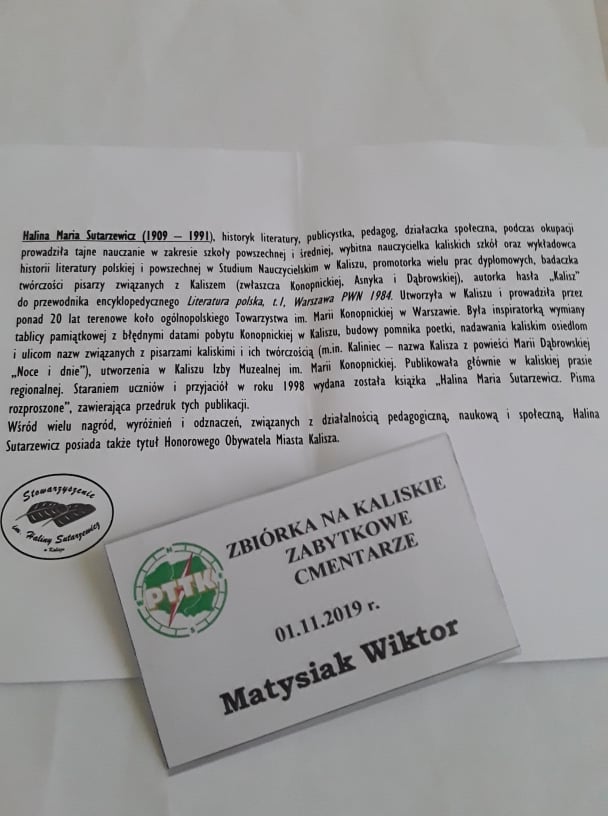 Halina Maria Sutarzewicz (1909 – 1991), historyk literatury, publicystka, pedagog, działaczka społeczna, podczas okupacji
prowadziła tajne nauczanie w zakresie szkoły powszechnej i średniej, wybitna nauczycielka kaliskich szkół oraz wykładowca
historii literatury polskiej i powszechnej w Studium Nauczycielskim w Kaliszu, promotorka wielu prac dyplomowych, badaczka
twórczości pisarzy związanych z Kaliszem (zwłaszcza Konopnickiej, Asnyka i Dąbrowskiej), autorka hasła „Kalisz”
do przewodnika encyklopedycznego Literatura polska, t.I, Warszawa PWN 1984. Utworzyła w Kaliszu i prowadziła przez
ponad 20 lat terenowe koło ogólnopolskiego Towarzystwa im. Marii Konopnickiej w Warszawie. Była inspiratorką wymiany
tablicy pamiątkowej z błędnymi datami pobytu Konopnickiej w Kaliszu, budowy pomnika poetki, nadawania kaliskim osiedlom
i ulicom nazw związanych z pisarzami kaliskimi i ich twórczością (m.in. Kaliniec – nazwa Kalisza z powieści Marii Dąbrowskiej
„Noce i dnie”), utworzenia w Kaliszu Izby Muzealnej im. Marii Konopnickiej. Publikowała głównie w kaliskiej prasie
regionalnej. Staraniem uczniów i przyjaciół w roku 1998 wydana została książka „Halina Maria Sutarzewicz. Pisma
rozproszone”, zawierająca przedruk tych publikacji.
Wśród wielu nagród, wyróżnień i odznaczeń, związanych z działalnością pedagogiczną, naukową i społeczną, Halina
Sutarzewicz posiada także tytuł Honorowego Obywatela Miasta Kalisza.
Stowarzyszenie
im. Haliny Sutarzewicz
w Kaliszu
ZBIÓRKA NA KALISKIE
ZABYTKOWE
CMENTARZE
PTTK
01.11.2019 r.
Matysiak Wiktor